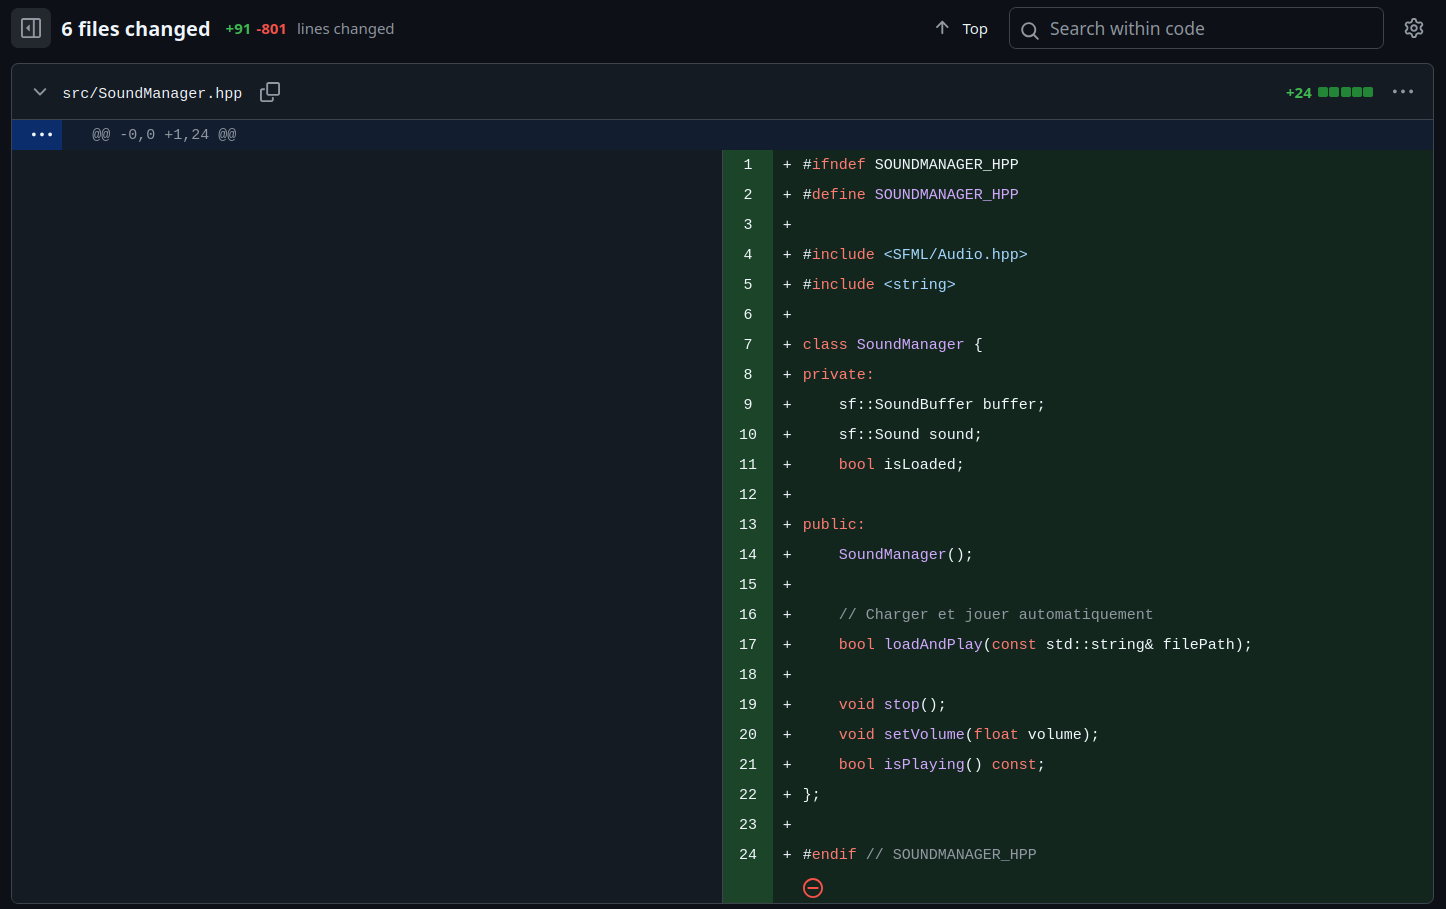 6 files changed +91 -801 lines changed Top Search within code
src/SoundManager.hpp +24
@@ -0,0 +1,24 @@
1 + #ifndef SOUNDMANAGER_HPP
2 + #define SOUNDMANAGER_HPP
3 +
4 + #include <SFML/Audio.hpp>
5 + #include <string>
6 +
7 + class SoundManager {
8 + private:
9 +     sf::SoundBuffer buffer;
10 +     sf::Sound sound;
11 +     bool isLoaded;
12 +
13 + public:
14 +     SoundManager();
15 +
16 +     // Charger et jouer automatiquement
17 +     bool loadAndPlay(const std::string& filePath);
18 +
19 +     void stop();
20 +     void setVolume(float volume);
21 +     bool isPlaying() const;
22 + };
23 +
24 + #endif // SOUNDMANAGER_HPP